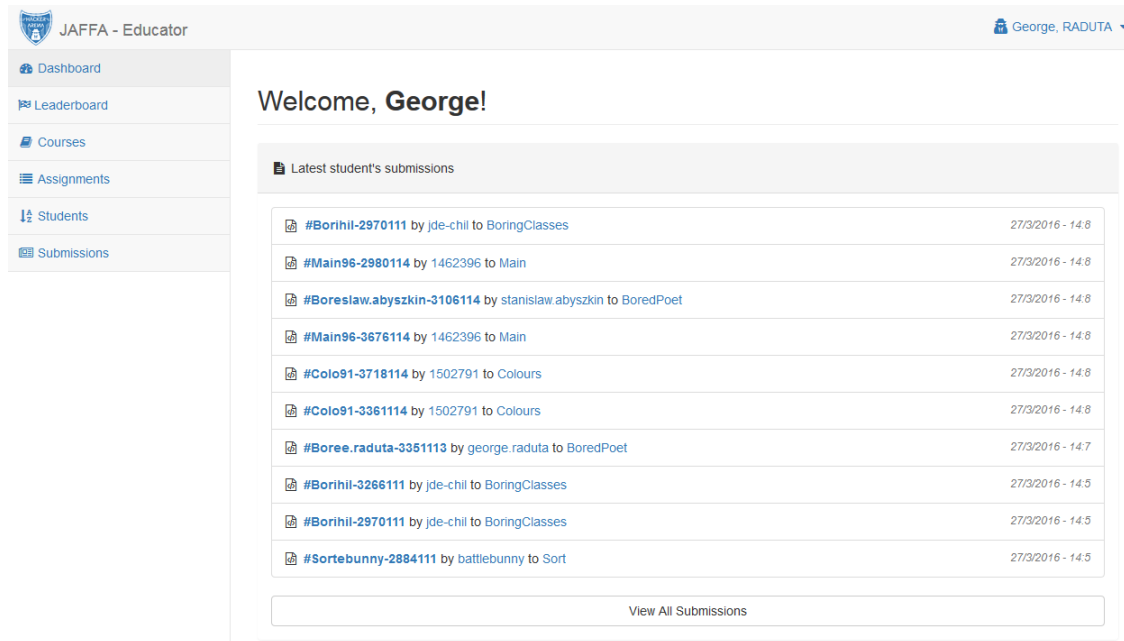 JAFFA - Educator
George, RADUTA
Dashboard
Leaderboard
Courses
Assignments
Students
Submissions
Welcome, George!
Latest student's submissions
#Borihil-2970111 by jde-chil to BoringClasses 27/3/2016 - 14:8
#Main96-2980114 by 1462396 to Main 27/3/2016 - 14:8
#Boreslaw.abyszkin-3106114 by stanislaw.abyszkin to BoredPoet 27/3/2016 - 14:8
#Main96-3676114 by 1462396 to Main 27/3/2016 - 14:8
#Colo91-3718114 by 1502791 to Colours 27/3/2016 - 14:8
#Colo91-3361114 by 1502791 to Colours 27/3/2016 - 14:8
#Boree.raduta-3351113 by george.raduta to BoredPoet 27/3/2016 - 14:7
#Borihil-3266111 by jde-chil to BoringClasses 27/3/2016 - 14:5
#Borihil-2970111 by jde-chil to BoringClasses 27/3/2016 - 14:5
#Sortebunny-2884111 by battlebunny to Sort 27/3/2016 - 14:5
View All Submissions